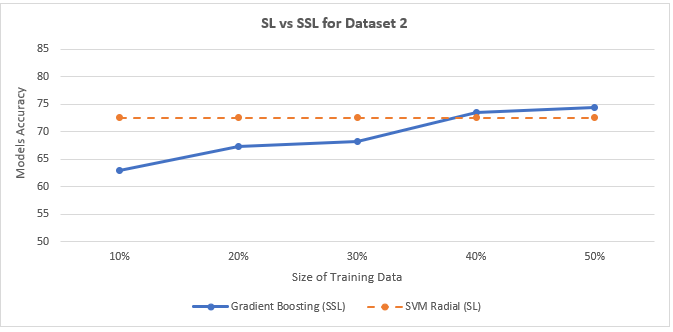 SL vs SSL for Dataset 2
85
80
75
70
65
60
55
50
Models Accuracy
10% 20% 30% 40% 50%
Size of Training Data
Gradient Boosting (SSL) SVM Radial (SL)